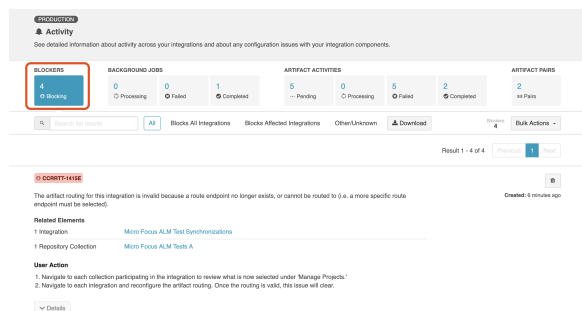 PRODUCTION
Activity
See detailed information about activity across your integrations and about any configuration issues with your integration components.
BLOCKERS BACKGROUND JOBS ARTIFACT ACTIVITIES ARTIFACT PAIRS
4 0 0 1 5 0 5 2 2
Blocking Processing Failed Completed Pending Processing Failed Completed Pairs
Search list results All Blocks All Integrations Blocks Affected Integrations Other/Unknown Download Blockers 4 Bulk Actions
Result 1 - 4 of 4 Previous 1 Next
CCRRTT-1415E
The artifact routing for this integration is invalid because a route endpoint no longer exists, or cannot be routed to (i.e. a more specific route Created: 6 minutes ago
endpoint must be selected).
Related Elements
1 Integration Micro Focus ALM Test Synchronizations
1 Repository Collection Micro Focus ALM Tests A
User Action
1. Navigate to each collection participating in the integration to review what is now selected under 'Manage Projects.'
2. Navigate to each integration and reconfigure the artifact routing. Once the routing is valid, this issue will clear.
Details